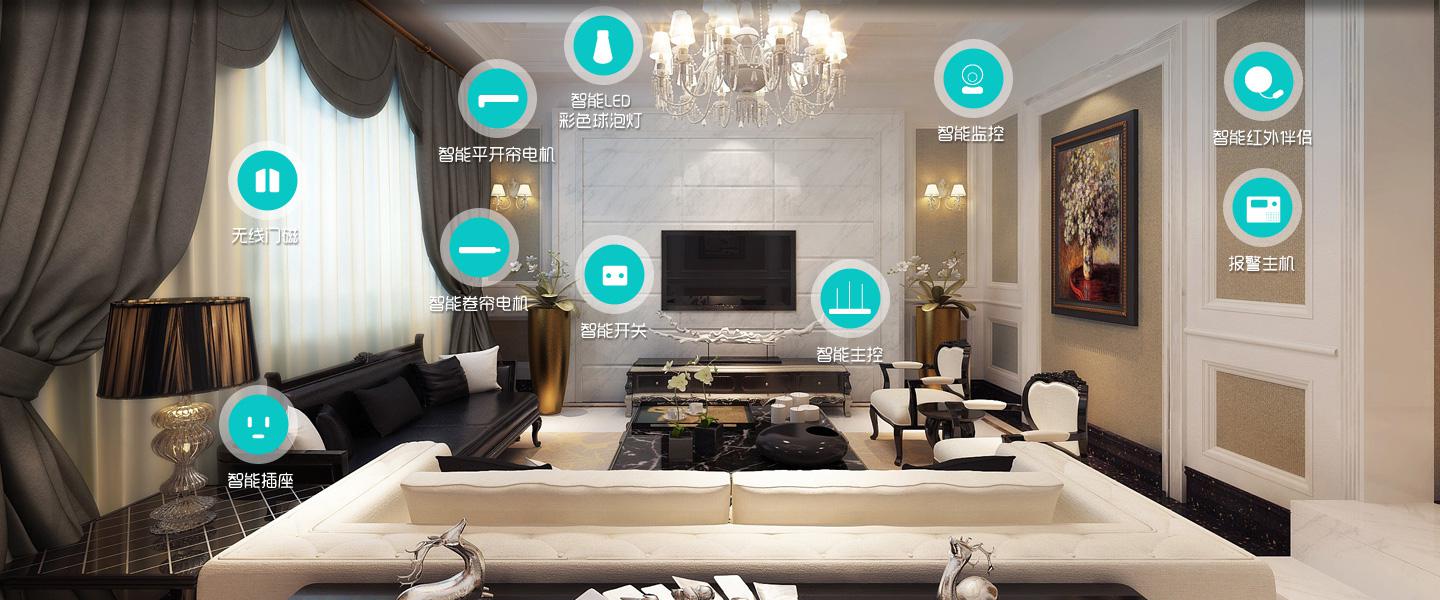 智能LED
彩色球泡灯
智能平开帘电机
智能监控
智能红外伴侣
无线门磁
报警主机
智能卷帘电机
智能开关
智能主控
智能插座